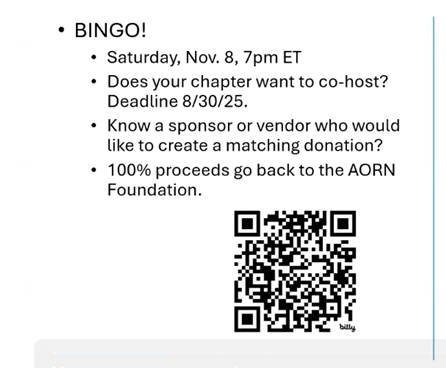 • BINGO!
• Saturday, Nov. 8, 7pm ET
• Does your chapter want to co-host?
Deadline 8/30/25.
• Know a sponsor or vendor who would
like to create a matching donation?
• 100% proceeds go back to the AORN
Foundation.
bitly